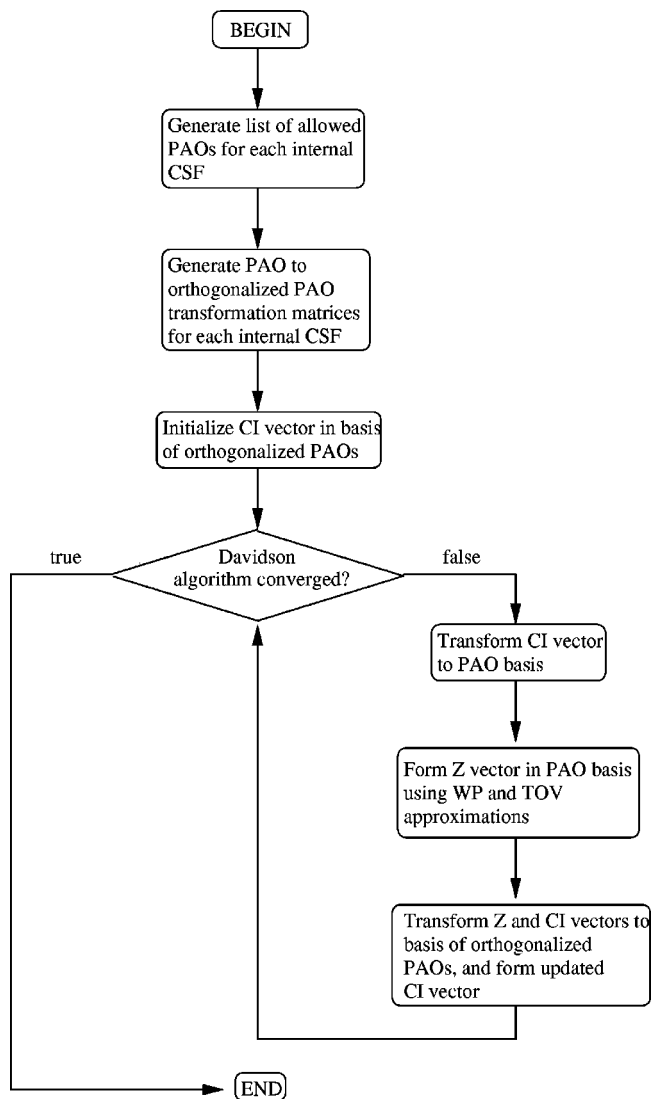 BEGIN
Generate list of allowed
PAOs for each internal
CSF
Generate PAO to
orthogonalized PAO
transformation matrices
for each internal CSF
Initialize CI vector in basis
of orthogonalized PAOs
true
Davidson
algorithm converged?
false
Transform CI vector
to PAO basis
Form Z vector in PAO basis
using WP and TOV
approximations
Transform Z and CI vectors to
basis of orthogonalized
PAOs, and form updated
CI vector
END